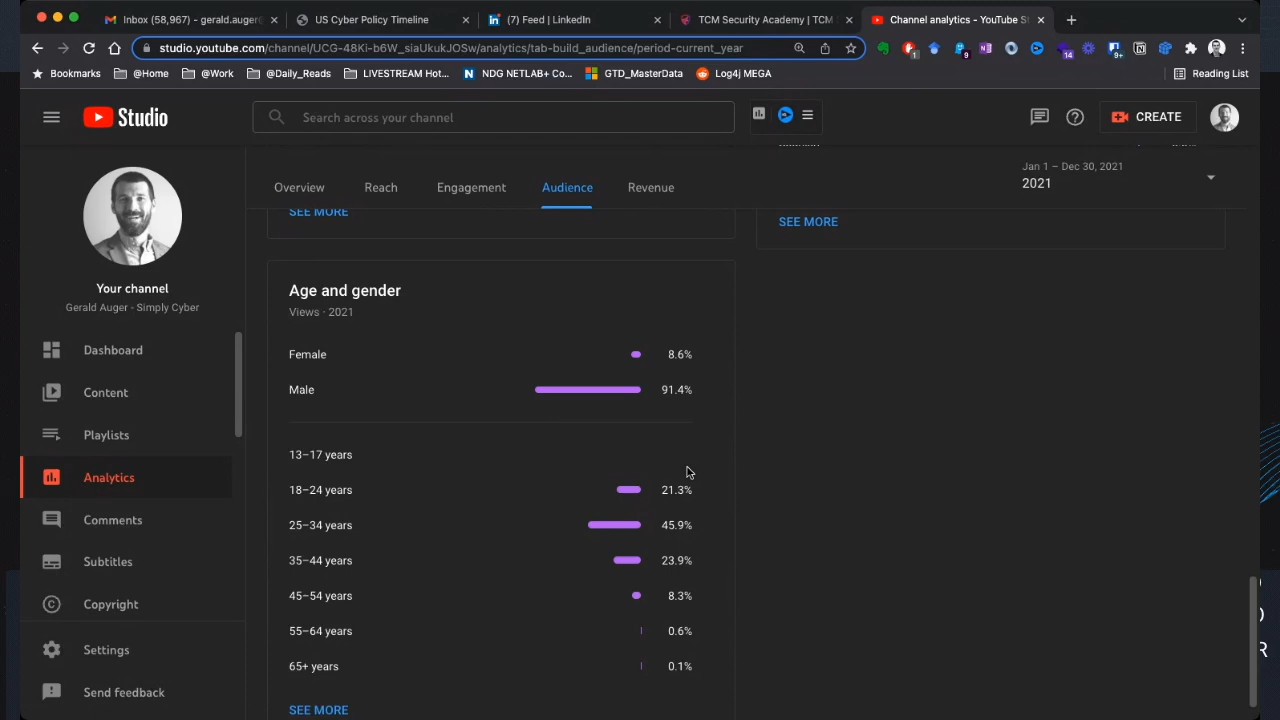 Inbox (58,967) - gerald.auger@
US Cyber Policy Timeline
(7) Feed | LinkedIn
TCM Security Academy | TCM
Channel analytics - YouTube S
studio.youtube.com/channel/UCG-48Ki-b6W_siaUkukJOSw/analytics/tab-build_audience/period-current_year
1
9
14
9+
Bookmarks
@Home
@Work
@Daily_Reads
LIVESTREAM Hot...
NDG NETLAB+ Co...
GTD_MasterData
Log4j MEGA
Reading List
Studio
Search across your channel
CREATE
Overview
Reach
Engagement
Audience
Revenue
Jan 1 – Dec 30, 2021
2021
SEE MORE
SEE MORE
Your channel
Gerald Auger - Simply Cyber
Dashboard
Content
Playlists
Analytics
Comments
Subtitles
Copyright
Settings
Send feedback
Age and gender
Views · 2021
Female 8.6%
Male 91.4%
13–17 years
18–24 years 21.3%
25–34 years 45.9%
35–44 years 23.9%
45–54 years 8.3%
55–64 years 0.6%
65+ years 0.1%
SEE MORE